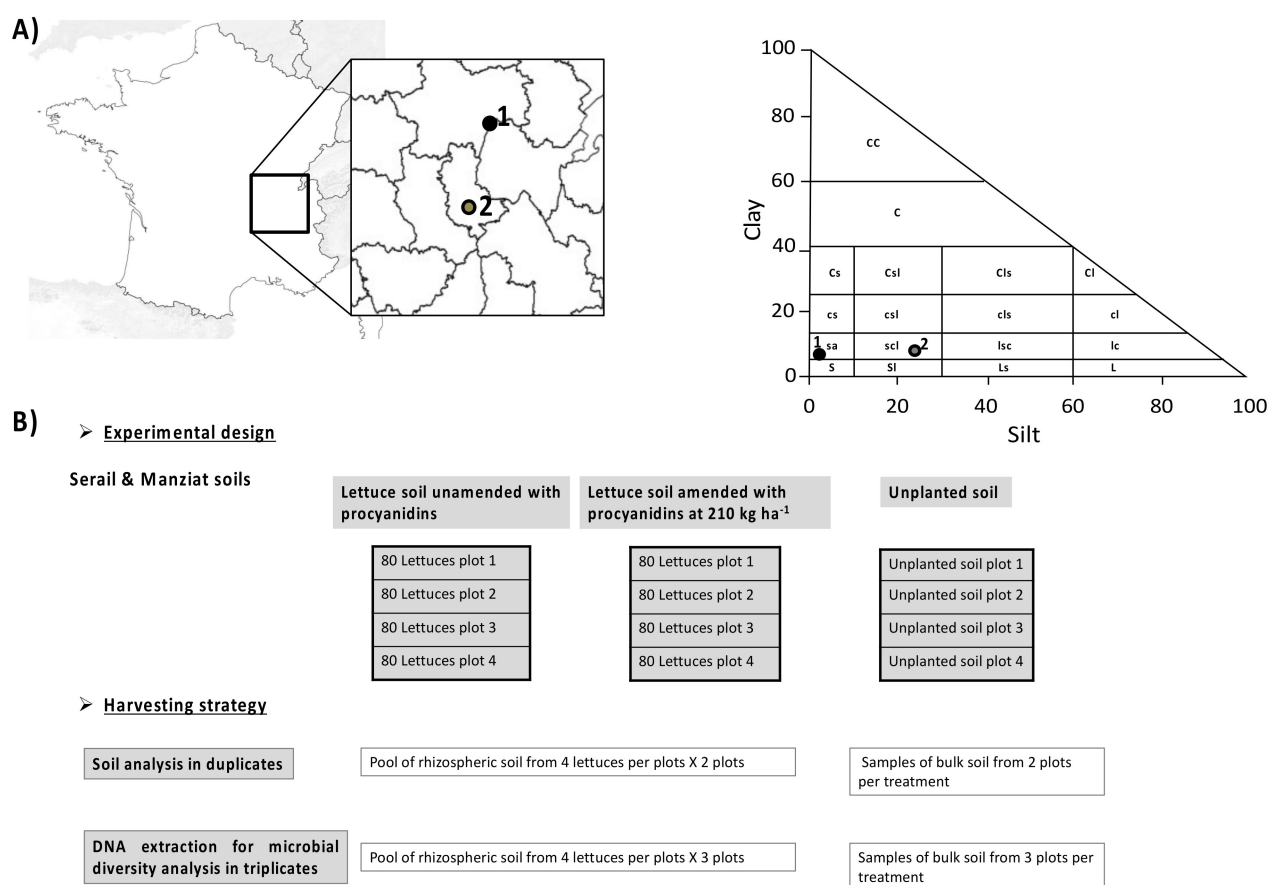 A)
1
2
100
80
60
40
20
0
Clay
CC
C
Cs
Csl
Cls
Cl
cs
csl
cls
cl
1
sa
scl
2
lsc
lc
S
Sl
Ls
L
0
20
40
60
80
100
Silt
B)
➢ Experimental design
Serail & Manziat soils
Lettuce soil unamended with
procyanidins
Lettuce soil amended with
procyanidins at 210 kg ha⁻¹
Unplanted soil
80 Lettuces plot 1
80 Lettuces plot 2
80 Lettuces plot 3
80 Lettuces plot 4
80 Lettuces plot 1
80 Lettuces plot 2
80 Lettuces plot 3
80 Lettuces plot 4
Unplanted soil plot 1
Unplanted soil plot 2
Unplanted soil plot 3
Unplanted soil plot 4
➢ Harvesting strategy
Soil analysis in duplicates
Pool of rhizospheric soil from 4 lettuces per plots X 2 plots
Samples of bulk soil from 2 plots
per treatment
DNA extraction for microbial
diversity analysis in triplicates
Pool of rhizospheric soil from 4 lettuces per plots X 3 plots
Samples of bulk soil from 3 plots per
treatment